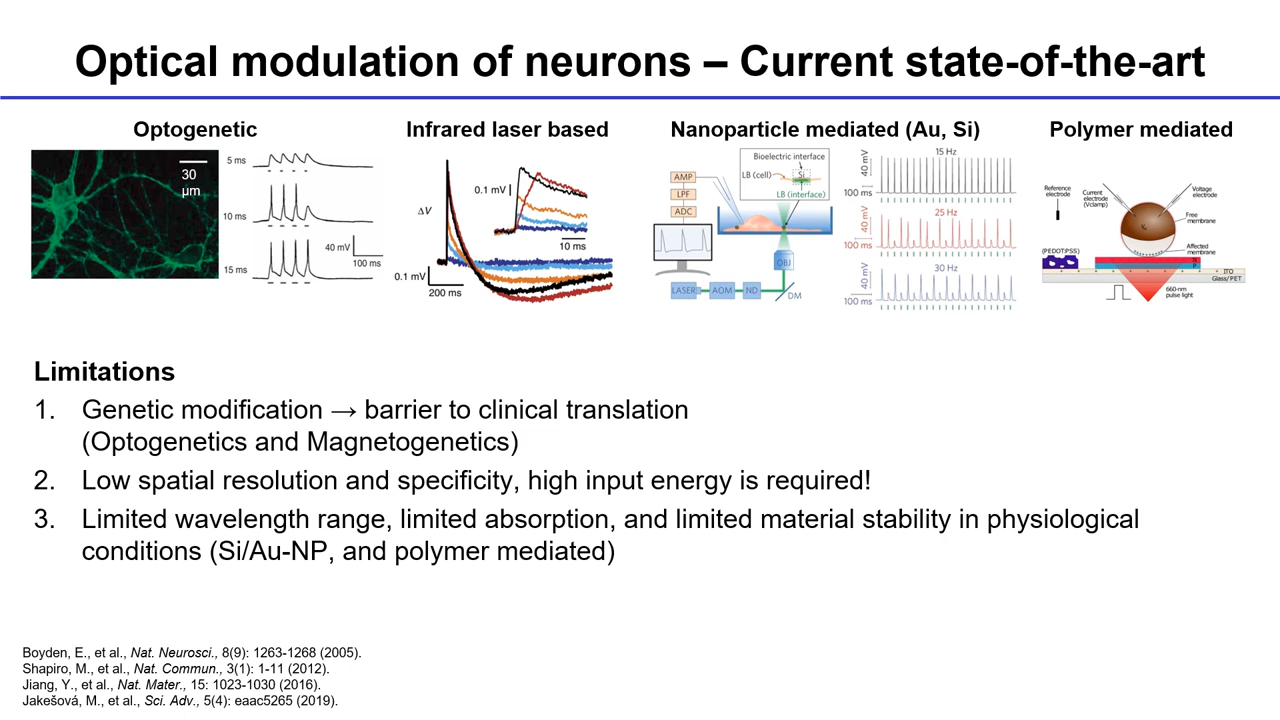 Optical modulation of neurons – Current state-of-the-art
Optogenetic
30
µm
5 ms
10 ms
15 ms
40 mV
100 ms
Infrared laser based
ΔV
0.1 mV
10 ms
0.1 mV
200 ms
Nanoparticle mediated (Au, Si)
Bioelectric interface
LB (cell)
Si
LB (interface)
AMP
LPF
ADC
OBJ
LASER
AOM
ND
DM
15 Hz
40 mV
100 ms
25 Hz
40 mV
100 ms
30 Hz
40 mV
100 ms
Polymer mediated
Reference
electrode
Current
electrode
(Vclamp)
Voltage
electrode
Free
membrane
Affected
membrane
(PEDOT:PSS)
N
P
ITO
Glass/ PET
660-nm
pulse light
Limitations
1. Genetic modification → barrier to clinical translation
(Optogenetics and Magnetogenetics)
2. Low spatial resolution and specificity, high input energy is required!
3. Limited wavelength range, limited absorption, and limited material stability in physiological
conditions (Si/Au-NP, and polymer mediated)
Boyden, E., et al., Nat. Neurosci., 8(9): 1263-1268 (2005).
Shapiro, M., et al., Nat. Commun., 3(1): 1-11 (2012).
Jiang, Y., et al., Nat. Mater., 15: 1023-1030 (2016).
Jakešová, M., et al., Sci. Adv., 5(4): eaac5265 (2019).